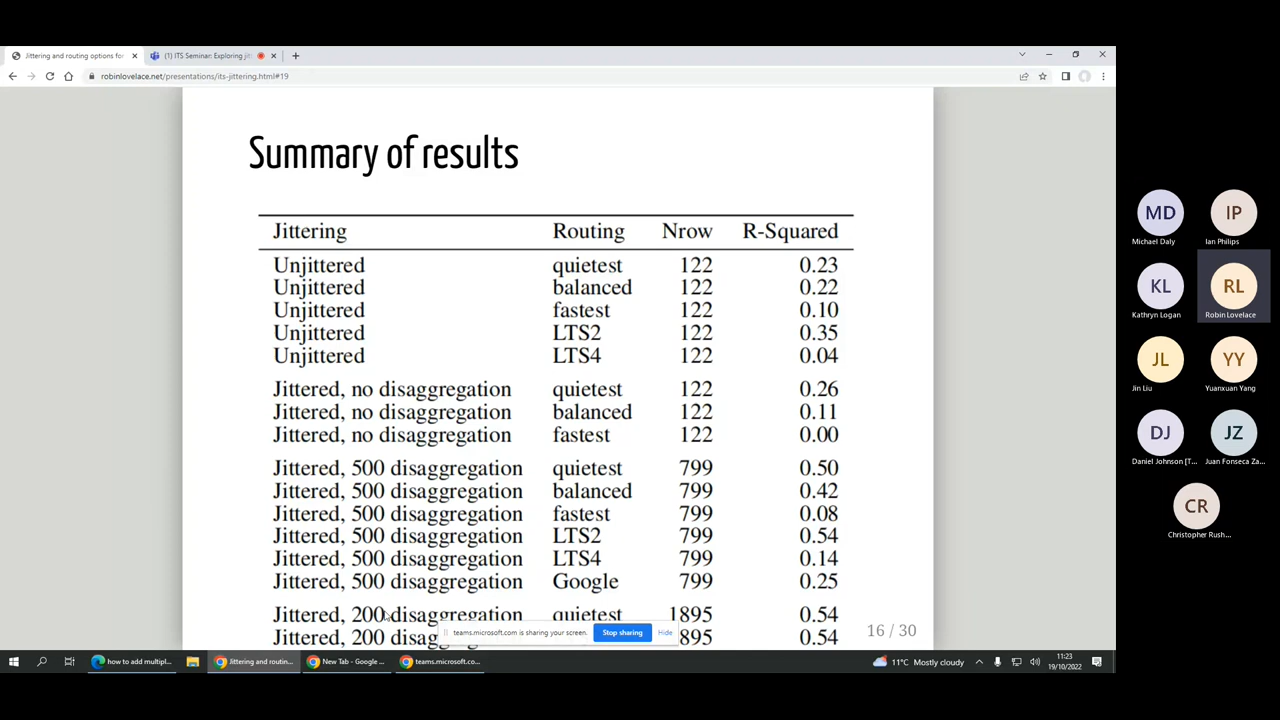 Jittering and routing options for
(1) ITS Seminar: Exploring jit
robinlovelace.net/presentations/its-jittering.html#19
Summary of results
Jittering Routing Nrow R-Squared
Unjittered quietest 122 0.23
Unjittered balanced 122 0.22
Unjittered fastest 122 0.10
Unjittered LTS2 122 0.35
Unjittered LTS4 122 0.04
Jittered, no disaggregation quietest 122 0.26
Jittered, no disaggregation balanced 122 0.11
Jittered, no disaggregation fastest 122 0.00
Jittered, 500 disaggregation quietest 799 0.50
Jittered, 500 disaggregation balanced 799 0.42
Jittered, 500 disaggregation fastest 799 0.08
Jittered, 500 disaggregation LTS2 799 0.54
Jittered, 500 disaggregation LTS4 799 0.14
Jittered, 500 disaggregation Google 799 0.25
Jittered, 200 disaggregation quietest 1895 0.54
Jittered, 200 disag 895 0.54
teams.microsoft.com is sharing your screen. Stop sharing Hide
16 / 30
how to add multipl...
Jittering and routin...
New Tab - Google ...
teams.microsoft.co...
11°C Mostly cloudy
11:23
19/10/2022
MD
Michael Daly
IP
Ian Philips
KL
Kathryn Logan
RL
Robin Lovelace
JL
Jin Liu
YY
Yuanxuan Yang
DJ
Daniel Johnson [T...
JZ
Juan Fonseca Za...
CR
Christopher Rush...